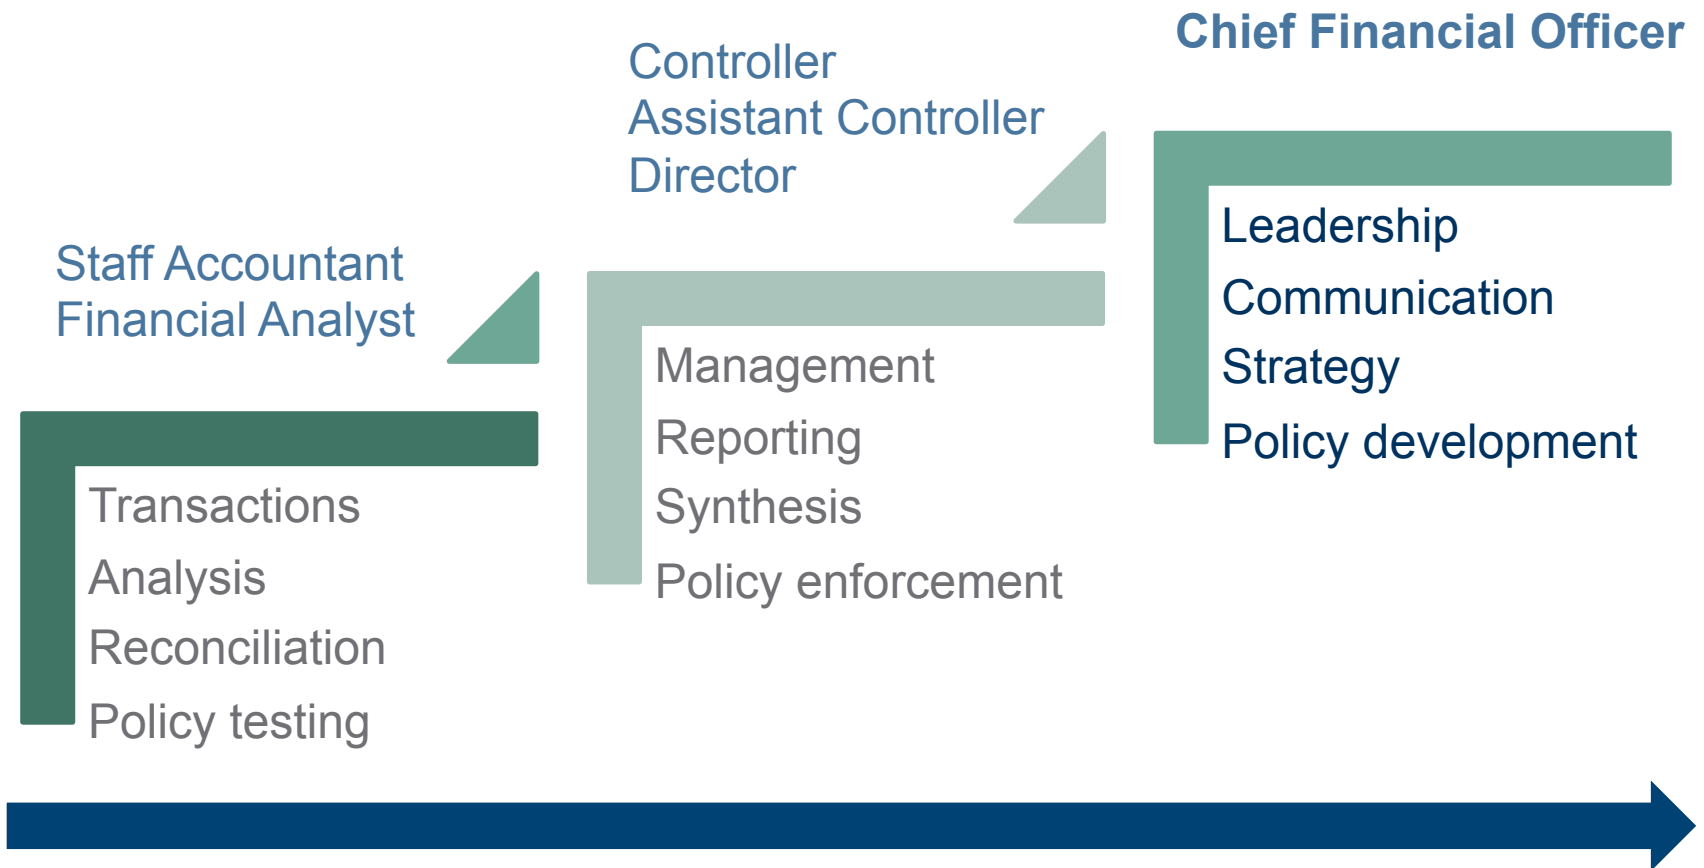 Staff Accountant
Financial Analyst
Transactions
Analysis
Reconciliation
Policy testing
Controller
Assistant Controller
Director
Management
Reporting
Synthesis
Policy enforcement
Chief Financial Officer
Leadership
Communication
Strategy
Policy development